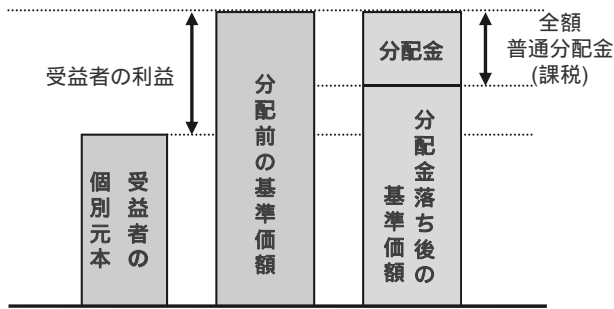 受益者の利益
受益者の
個別元本
分配前の基準価額
分配金
分配金落ち後の
基準価額
全額
普通分配金
(課税)